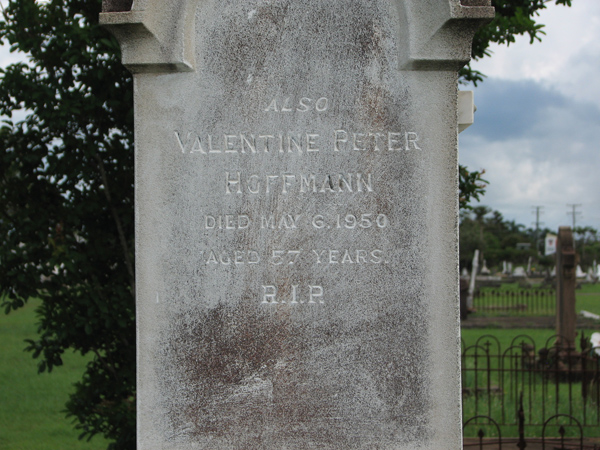 ALSO
VALENTINE PETER
HOFFMANN
DIED MAY 6, 1950
AGED 57 YEARS.
R.I.P.